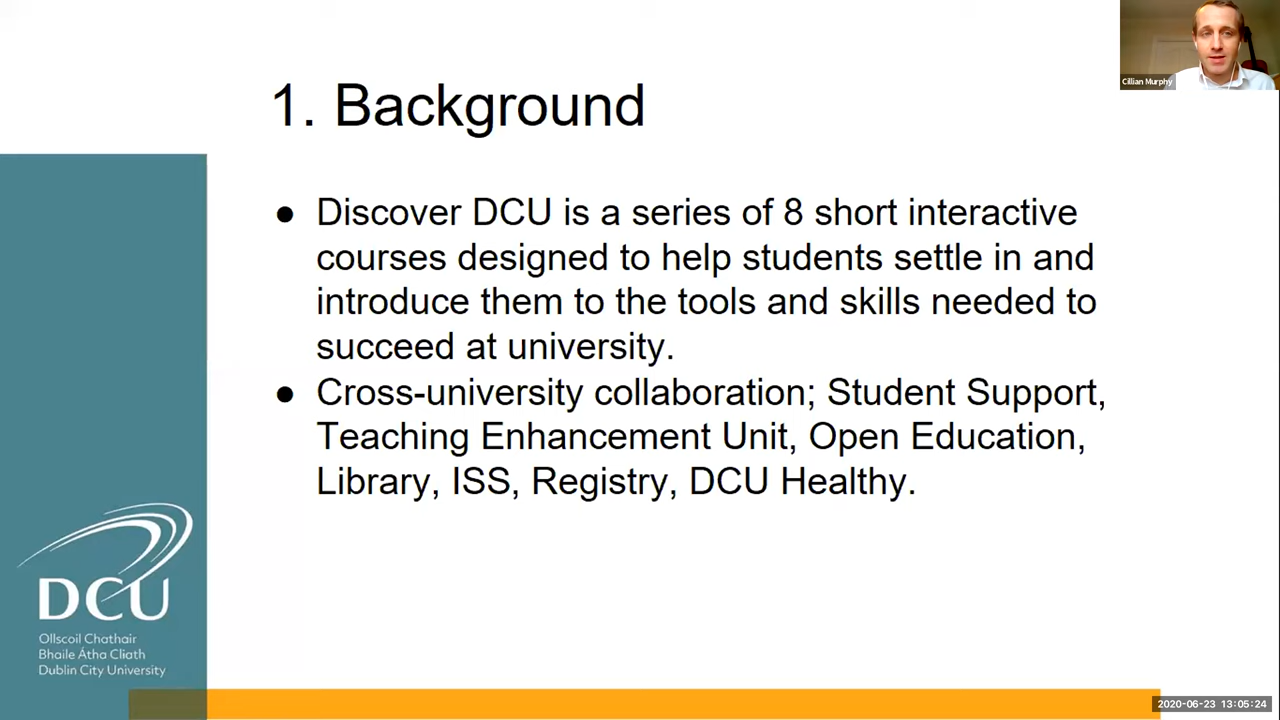 Cillian Murphy
1. Background
● Discover DCU is a series of 8 short interactive
courses designed to help students settle in and
introduce them to the tools and skills needed to
succeed at university.
● Cross-university collaboration; Student Support,
Teaching Enhancement Unit, Open Education,
Library, ISS, Registry, DCU Healthy.
DCU
Ollscoil Chathair
Bhaile Átha Cliath
Dublin City University
2020-06-23 13:05:24